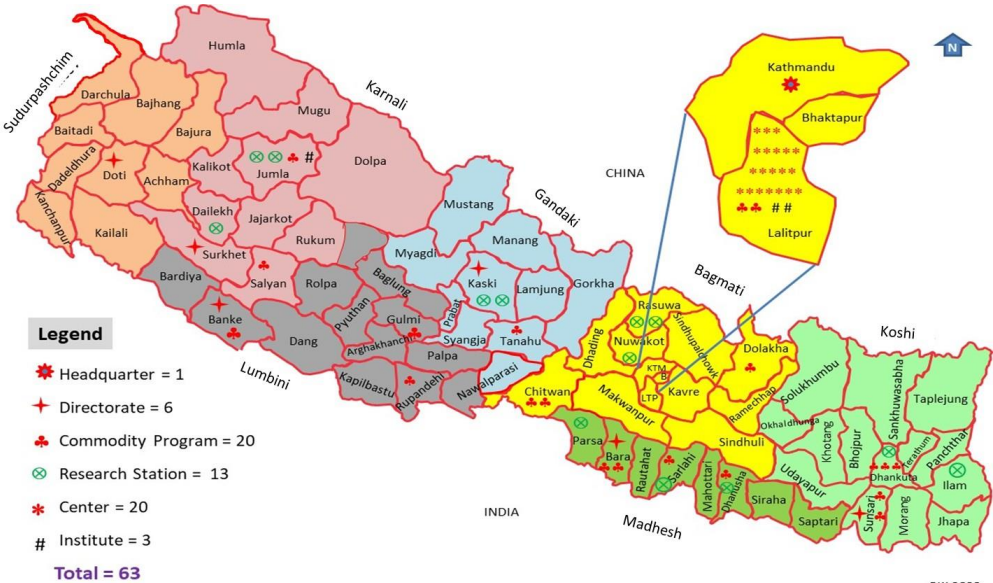 Humla
Sudurpashchim
Karnali
N
Kathmandu
Darchula
Bajhang
Mugu
Bhaktapur
Baitadi
Bajura
Dadeldhura
Doti
Kalikot
# Jumla
Dolpa
CHINA
Achham
Kanchanpur
Dailekh
Jajarkot
Mustang
Gandaki
# #
Kailali
Rukum
Manang
Lalitpur
Surkhet
Myagdi
Bardiya
Salyan
Rolpa
Baglung
Kaski
Lamjung
Gorkha
Bagmati
Rasuwa
Prabat
Banke
Pyuthan
Gulmi
Sindhupalchowk
Koshi
Legend
Dang
Arghakhanchi
Syangja
Tanahu
Dhading
Nuwakot
Dolakha
Palpa
KTM
B
Solukhumbu
Sankhuwasabha
Headquarter = 1
Lumbini
Kapilbastu
Rupandehi
Nawalparasi
Chitwan
Makwanpur
LTP
Kavre
Ramechhap
Taplejung
Directorate = 6
Okhaldhunga
Khotang
Bhojpur
Terathum
Panchthar
Commodity Program = 20
Parsa
Bara
Rautahat
Sarlahi
Sindhuli
Research Station = 13
Mahottari
Dhanusha
Udayapur
Dhankuta
Ilam
Center = 20
INDIA
Siraha
Saptari
Sunsari
Morang
Jhapa
# Institute = 3
Madhesh
Total = 63